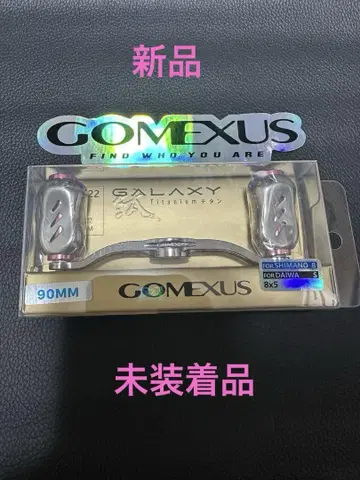 新品
GOMEXUS
FIND WHO YOU ARE
22
GALAXY
Titanium チタン
90MM
GOMEXUS
FOR SHIMANO B
FOR DAIWA S
8x5
未装着品